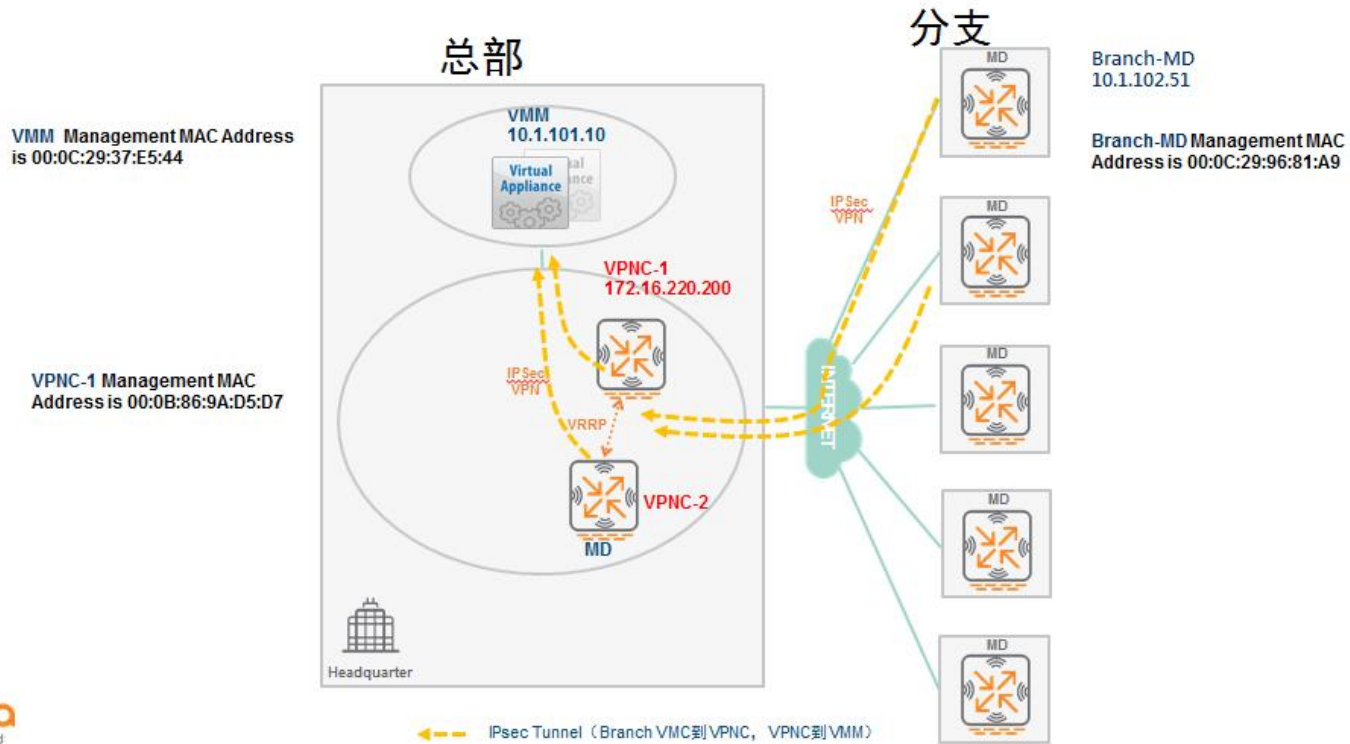 总部
分支
VMM Management MAC Address
is 00:0C:29:37:E5:44
VMM
10.1.101.10
Virtual
Appliance
VPNC-1
172.16.220.200
VPNC-1 Management MAC
Address is 00:0B:86:9A:D5:D7
IPSec
VPN
VRRP
VPNC-2
MD
Headquarter
IPSec
VPN
INTERNET
MD
Branch-MD
10.1.102.51
Branch-MD Management MAC
Address is 00:0C:29:96:81:A9
MD
MD
MD
MD
IPsec Tunnel（Branch VMC到VPNC，VPNC到VMM）